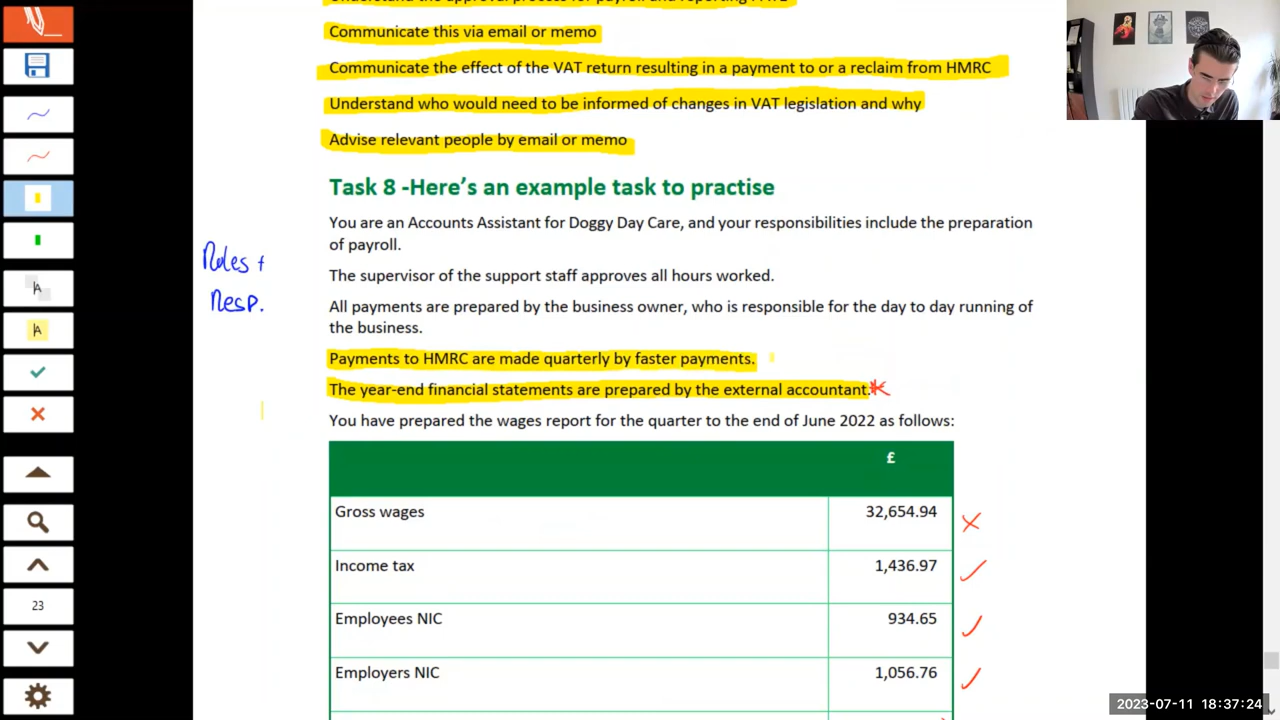 Communicate this via email or memo
Communicate the effect of the VAT return resulting in a payment to or a reclaim from HMRC
Understand who would need to be informed of changes in VAT legislation and why
Advise relevant people by email or memo
Task 8 -Here's an example task to practise
You are an Accounts Assistant for Doggy Day Care, and your responsibilities include the preparation
of payroll.
Roles +
Resp.
The supervisor of the support staff approves all hours worked.
All payments are prepared by the business owner, who is responsible for the day to day running of
the business.
Payments to HMRC are made quarterly by faster payments.
The year-end financial statements are prepared by the external accountant.
You have prepared the wages report for the quarter to the end of June 2022 as follows:
£
Gross wages 32,654.94
Income tax 1,436.97
Employees NIC 934.65
Employers NIC 1,056.76
23
2023-07-11 18:37:24